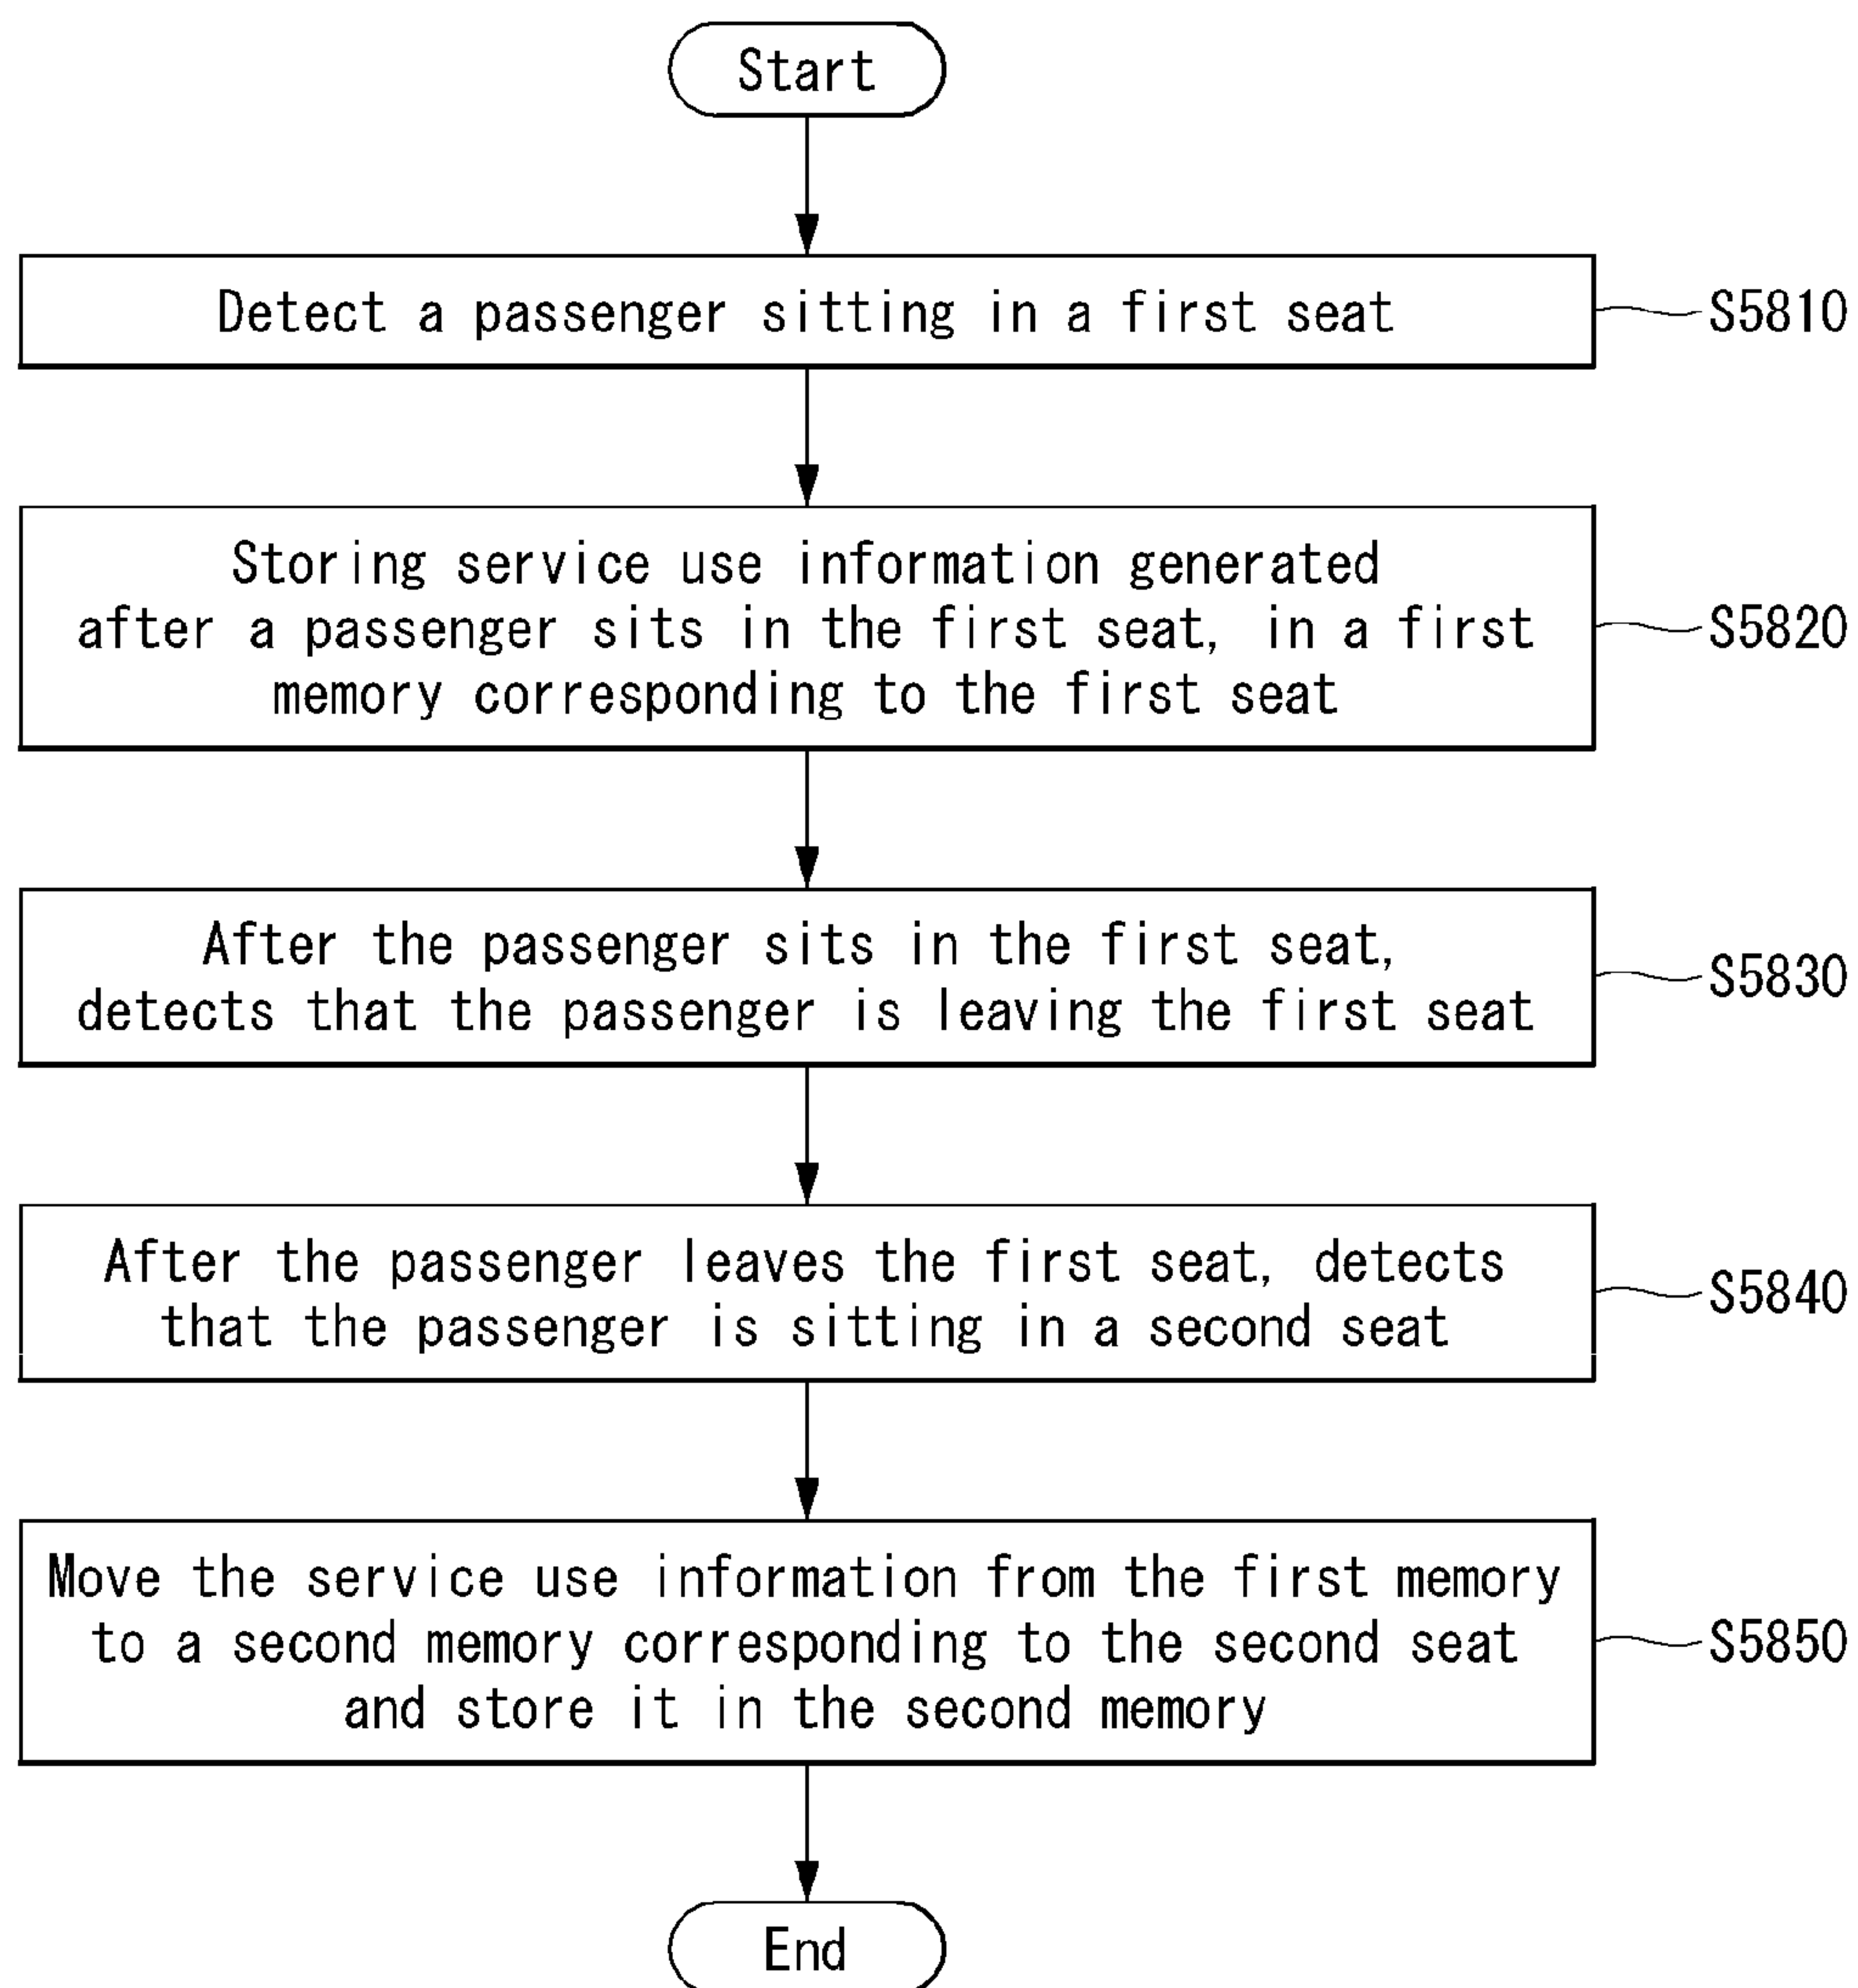 Start
Detect a passenger sitting in a first seat
S5810
Storing service use information generated
after a passenger sits in the first seat, in a first
memory corresponding to the first seat
S5820
After the passenger sits in the first seat,
detects that the passenger is leaving the first seat
S5830
After the passenger leaves the first seat, detects
that the passenger is sitting in a second seat
S5840
Move the service use information from the first memory
to a second memory corresponding to the second seat
and store it in the second memory
S5850
End